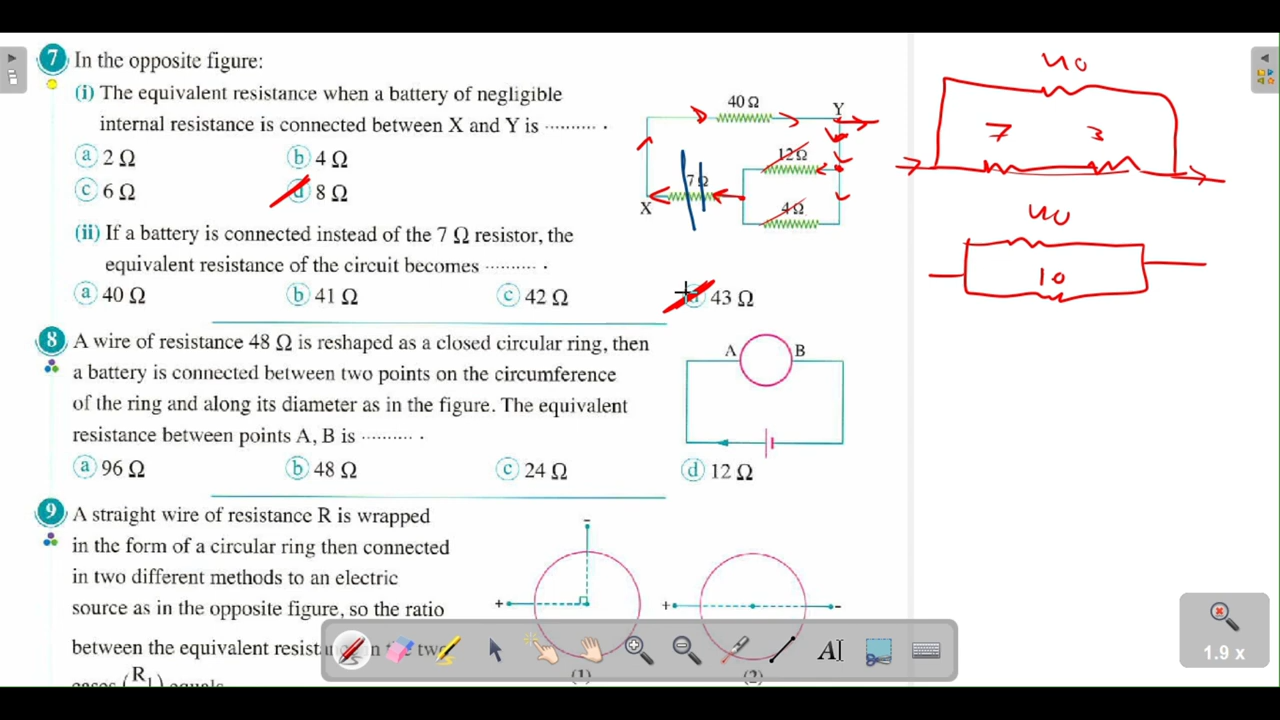 7 In the opposite figure:
(i) The equivalent resistance when a battery of negligible
internal resistance is connected between X and Y is ·········· .
a 2 Ω b 4 Ω
c 6 Ω d 8 Ω
40 Ω
Y
12 Ω
7 Ω
X
4 Ω
(ii) If a battery is connected instead of the 7 Ω resistor, the
equivalent resistance of the circuit becomes ·········· .
a 40 Ω b 41 Ω c 42 Ω d 43 Ω
40
7 3
40
10
8 A wire of resistance 48 Ω is reshaped as a closed circular ring, then
a battery is connected between two points on the circumference
of the ring and along its diameter as in the figure. The equivalent
resistance between points A, B is ·········· .
A B
a 96 Ω b 48 Ω c 24 Ω d 12 Ω
9 A straight wire of resistance R is wrapped
in the form of a circular ring then connected
in two different methods to an electric
source as in the opposite figure, so the ratio
between the equivalent resist in the two
cases (R1) equals
- + + -
(1) (2)
AI
1.9 x